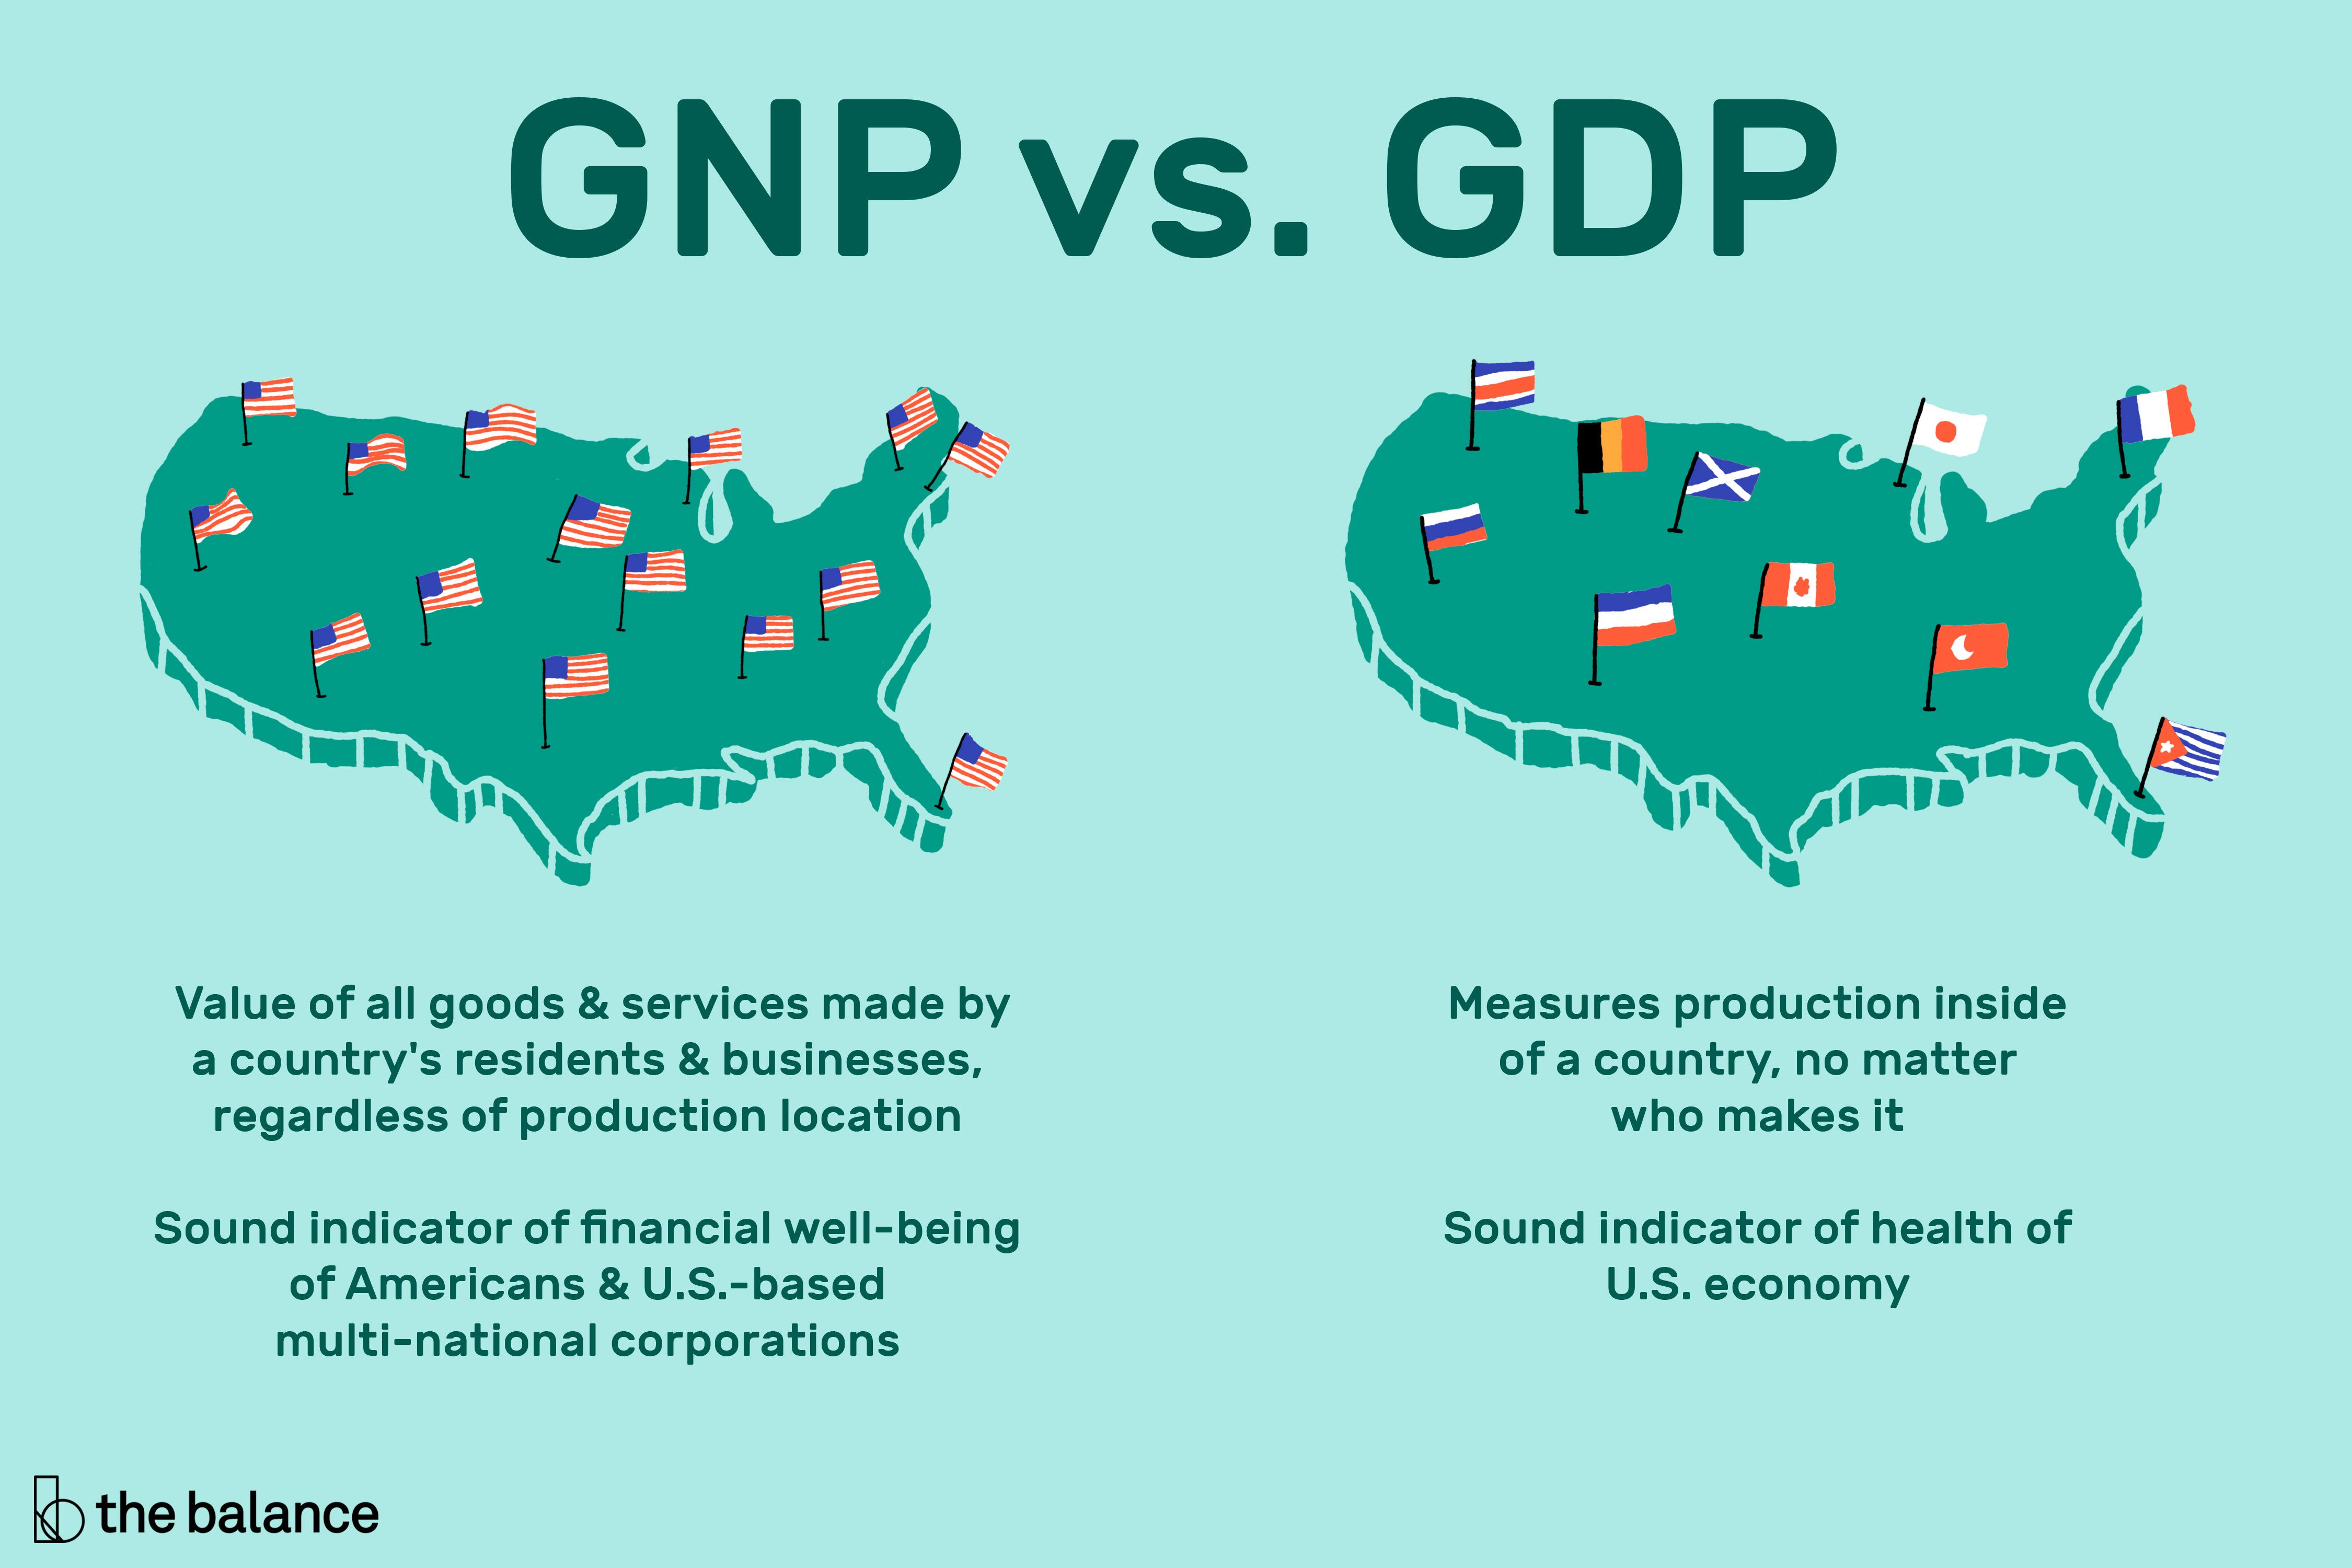 GNP vs. GDP
Value of all goods & services made by
a country's residents & businesses,
regardless of production location
Sound indicator of financial well-being
of Americans & U.S.-based
multi-national corporations
Measures production inside
of a country, no matter
who makes it
Sound indicator of health of
U.S. economy
the balance